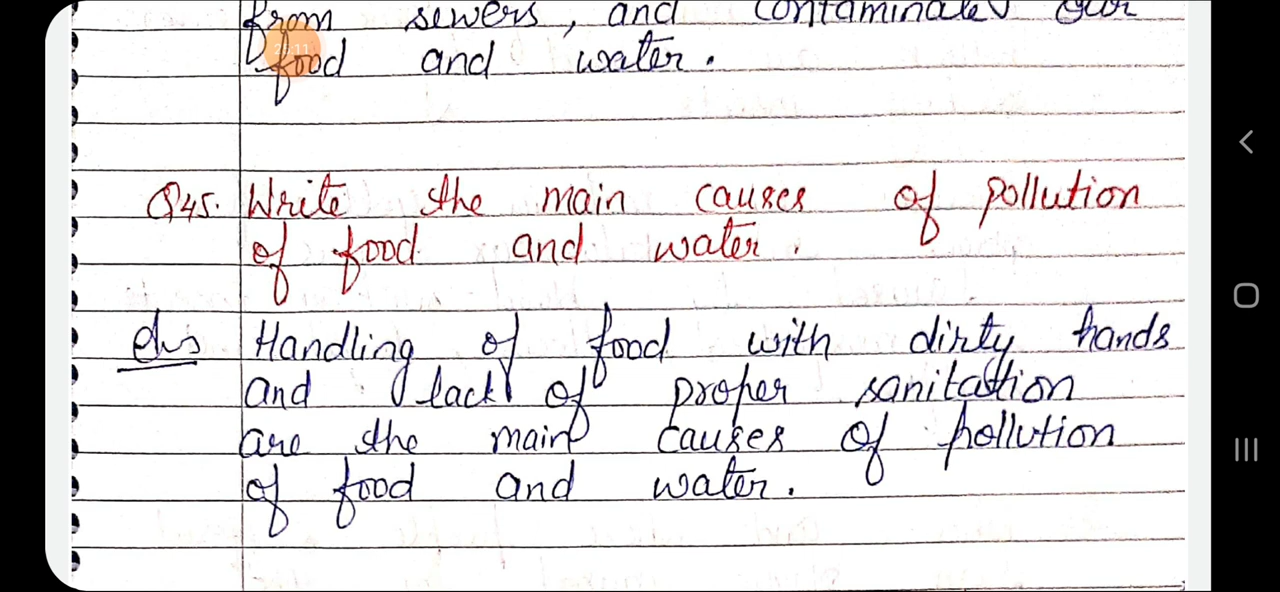 from sewers, and contaminates our
food and water.
Q45. Write the main causes of pollution
of food and water.
Ans Handling of food with dirty hands
and lack of proper sanitation
are the main causes of pollution
of food and water.